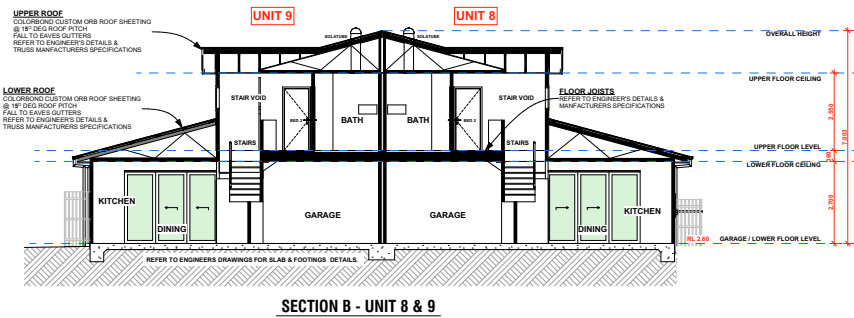 UPPER ROOF
COLORBOND CUSTOM ORB ROOF SHEETING
@ 15° DEG ROOF PITCH
FALL TO EAVES GUTTERS
REFER TO ENGINEER'S DETAILS &
TRUSS MANFACTURERS SPECIFICATIONS
UNIT 9
UNIT 8
SOLATUBE
SOLATUBE
OVERALL HEIGHT
UPPER FLOOR CEILING
LOWER ROOF
COLORBOND CUSTOM ORB ROOF SHEETING
@ 15° DEG ROOF PITCH
FALL TO EAVES GUTTERS
REFER TO ENGINEER'S DETAILS &
TRUSS MANFACTURERS SPECIFICATIONS
STAIR VOID
BED 2
BATH
BATH
BED 2
STAIR VOID
FLOOR JOISTS
REFER TO ENGINEER'S DETAILS &
MANFACTURERS SPECIFICATIONS
2.550
7.003
STAIRS
STAIRS
UPPER FLOOR LEVEL
LOWER FLOOR CEILING
2.700
KITCHEN
DINING
GARAGE
GARAGE
DINING
KITCHEN
RL 2.60
GARAGE / LOWER FLOOR LEVEL
REFER TO ENGINEERS DRAWINGS FOR SLAB & FOOTINGS DETAILS.
SECTION B - UNIT 8 & 9